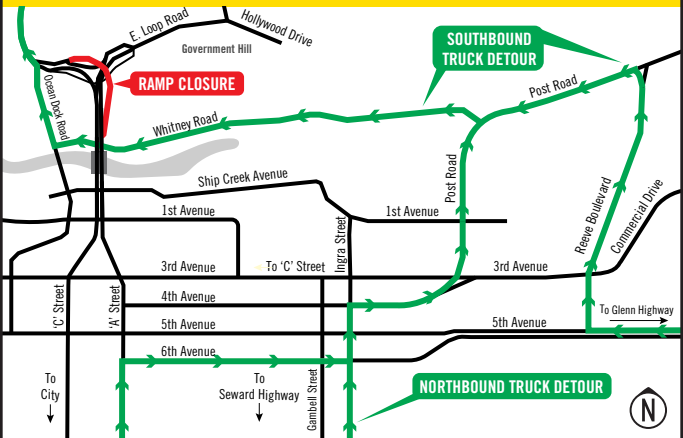 E. Loop Road
Hollywood Drive
Government Hill
SOUTHBOUND
TRUCK DETOUR
RAMP CLOSURE
Ocean Dock Road
Post Road
Whitney Road
Post Road
Ship Creek Avenue
1st Avenue
Ingra Street
1st Avenue
Reeve Boulevard
Commercial Drive
3rd Avenue
To ‘C’ Street
3rd Avenue
‘C’ Street
‘A’ Street
4th Avenue
5th Avenue
5th Avenue
To Glenn Highway
6th Avenue
To
City
To
Seward Highway
Gambell Street
NORTHBOUND TRUCK DETOUR
N